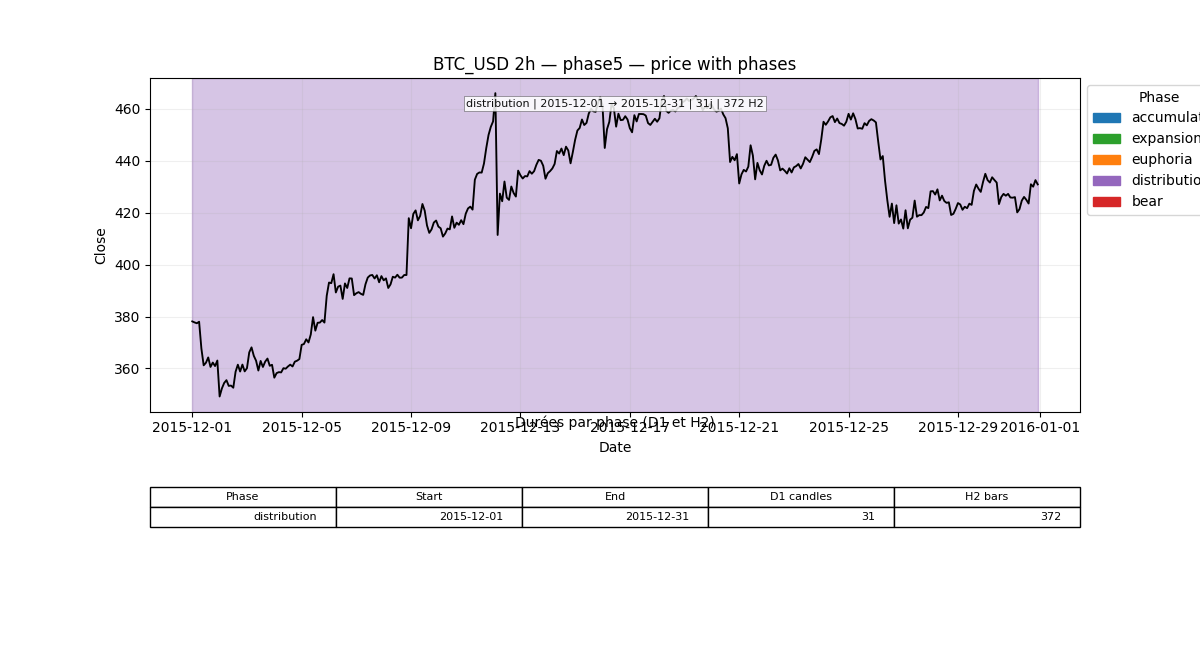 BTC_USD 2h — phase5 — price with phases
distribution | 2015-12-01 → 2015-12-31 | 31j | 372 H2
Phase
accumulat
expansion
euphoria
distributio
bear
Close
460
440
420
400
380
360
Durées par phase (D1 et H2)
2015-12-01 2015-12-05 2015-12-09 2015-12-13 2015-12-17 2015-12-21 2015-12-25 2015-12-29 2016-01-01
Date
Phase Start End D1 candles H2 bars
distribution 2015-12-01 2015-12-31 31 372